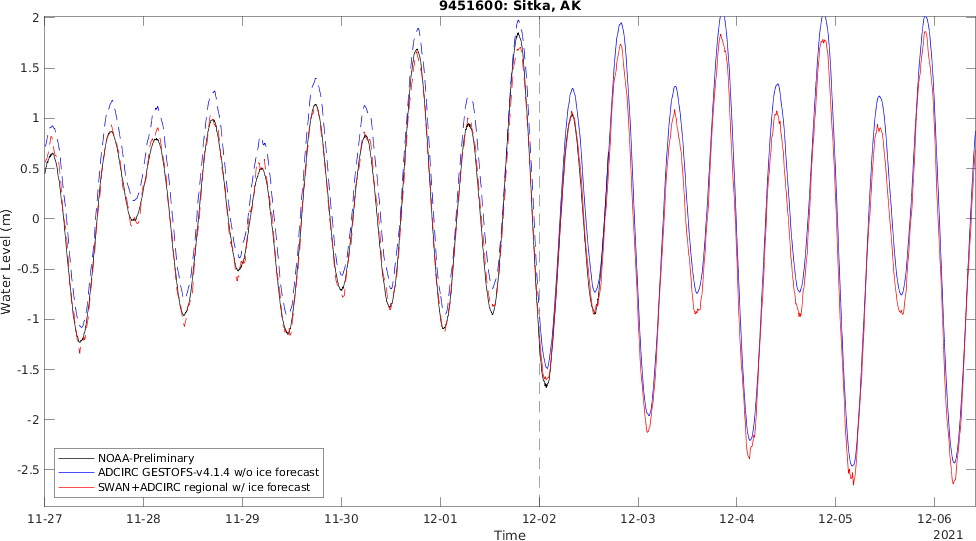 9451600: Sitka, AK
2
1.5
1
0.5
0
-0.5
-1
-1.5
-2
-2.5
Water Level (m)
NOAA-Preliminary
ADCIRC GESTOFS-v4.1.4 w/o ice forecast
SWAN+ADCIRC regional w/ ice forecast
11-27 11-28 11-29 11-30 12-01 12-02 12-03 12-04 12-05 12-06
Time
2021